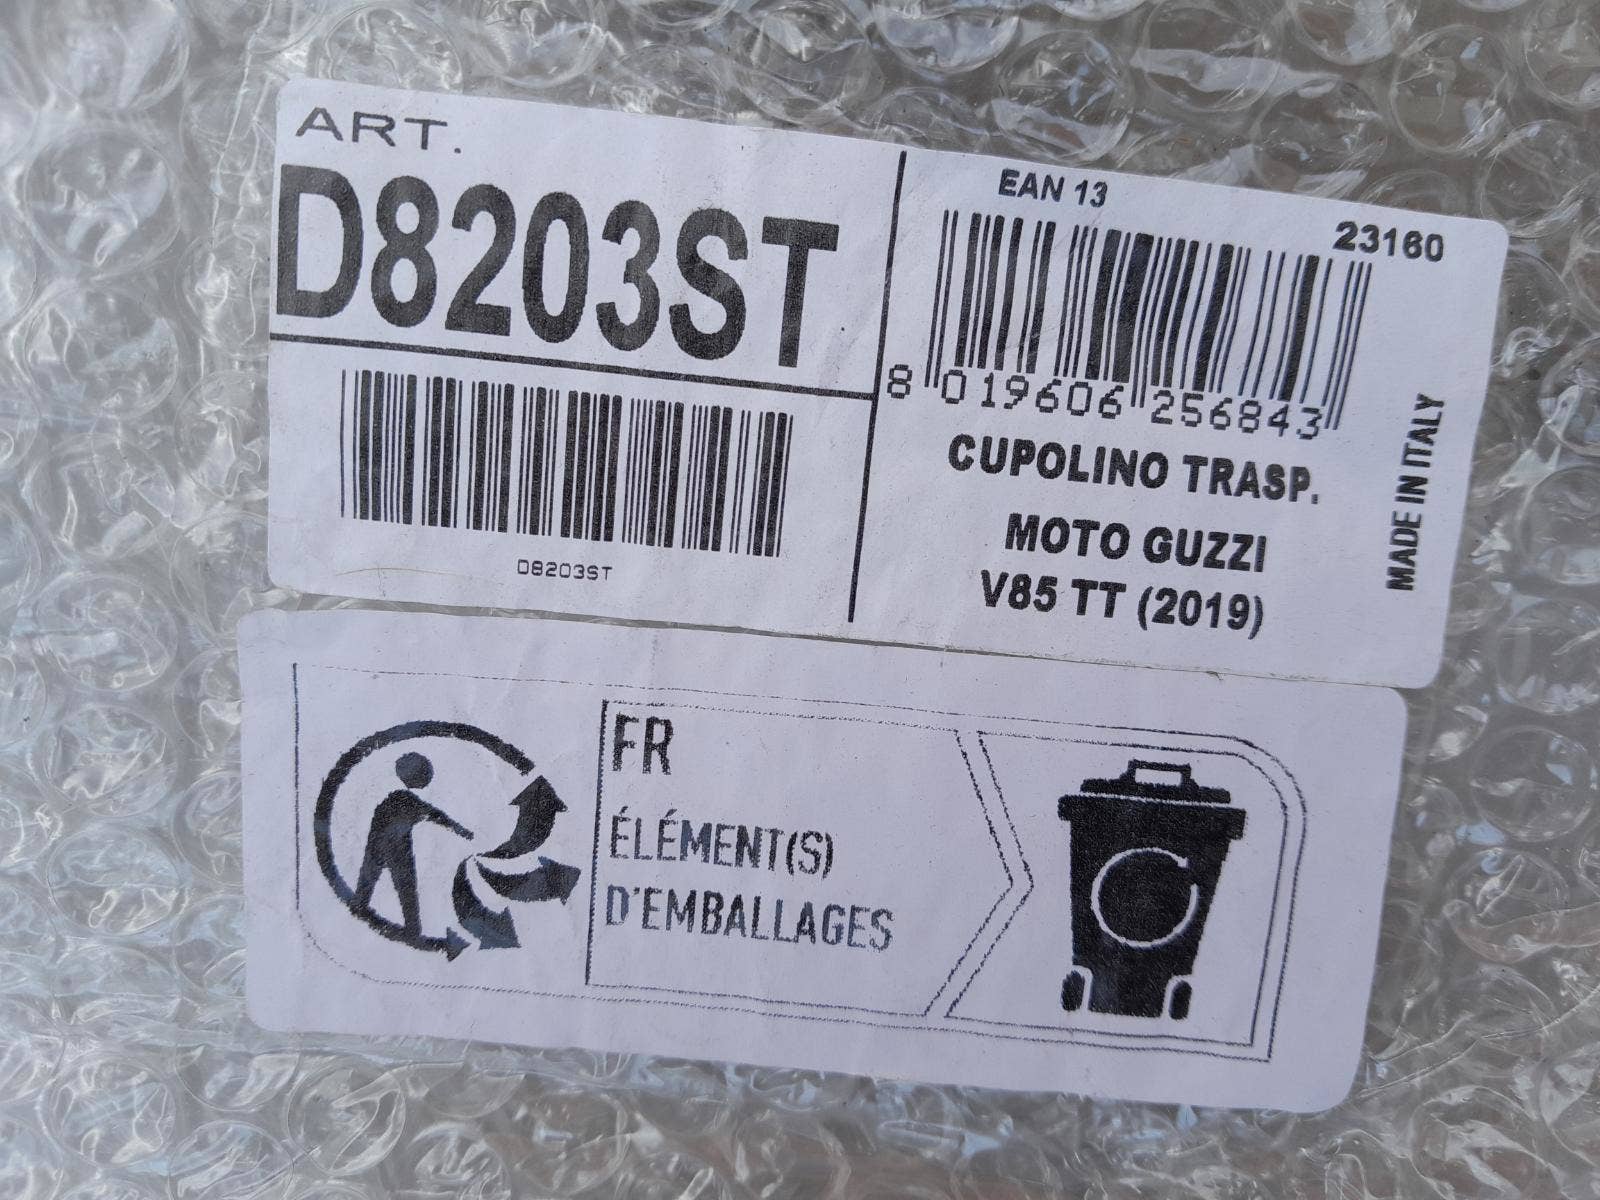 ART.
D8203ST
D8203ST
EAN 13
23160
8 019606 256843
CUPOLINO TRASP.
MOTO GUZZI
V85 TT (2019)
MADE IN ITALY
FR
ÉLÉMENT(S)
D'EMBALLAGES